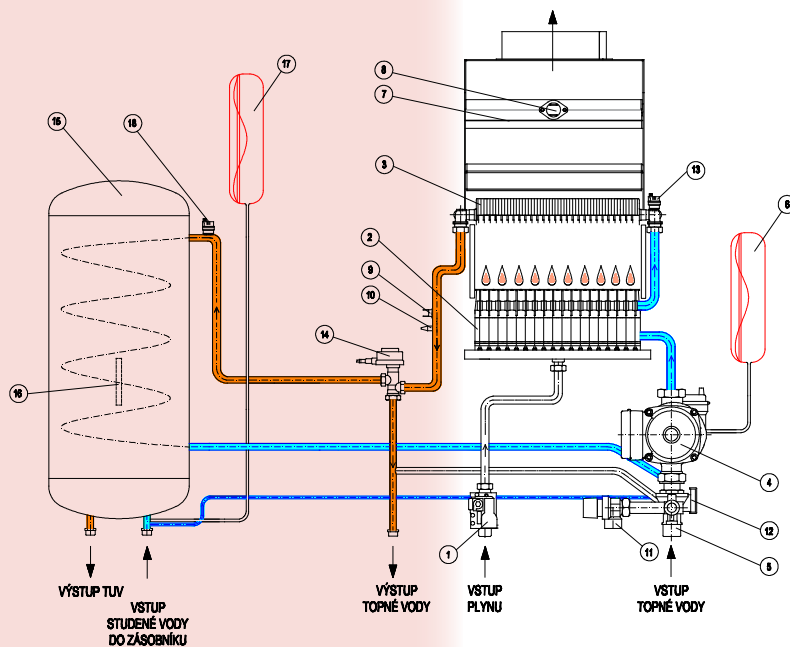 8
7
17
18
15
3
13
6
2
9
10
14
16
4
12
1
11
5
VÝSTUP TUV
VSTUP
STUDENÉ VODY
DO ZÁSOBNÍKU
VÝSTUP
TOPNÉ VODY
VSTUP
PLYNU
VSTUP
TOPNÉ VODY